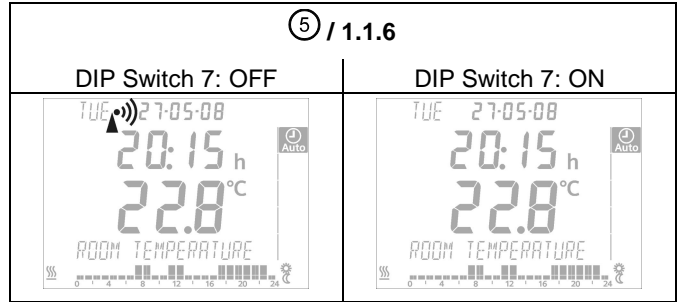 5 / 1.1.6
DIP Switch 7: OFF
DIP Switch 7: ON
TUE 27-05-08
20:15 h
Auto
22.8 °C
ROOM TEMPERATURE
0 4 8 12 16 20 24
TUE 27-05-08
20:15 h
Auto
22.8 °C
ROOM TEMPERATURE
0 4 8 12 16 20 24